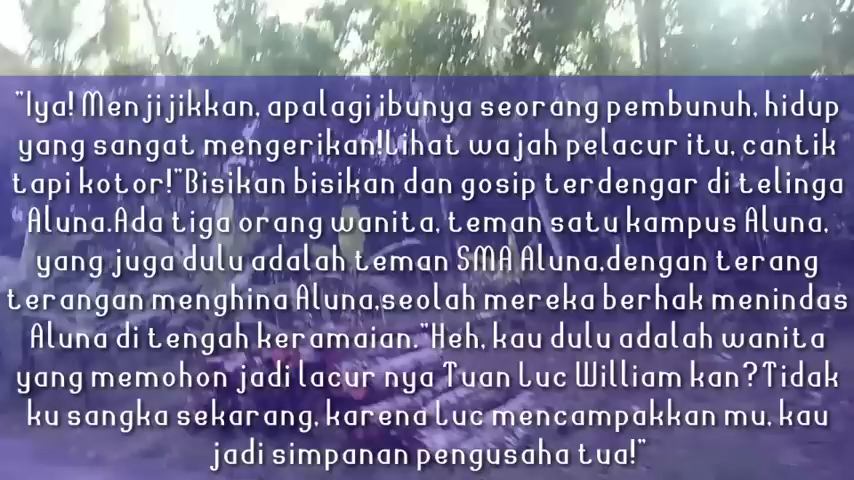 "Iya! Menjijikkan, apalagi ibunya seorang pembunuh, hidup
yang sangat mengerikan!Lihat wajah pelacur itu, cantik
tapi kotor!"Bisikan bisikan dan gosip terdengar di telinga
Aluna.Ada tiga orang wanita, teman satu kampus Aluna,
yang juga dulu adalah teman SMA Aluna,dengan terang
terangan menghina Aluna,seolah mereka berhak menindas
Aluna di tengah keramaian."Heh, kau dulu adalah wanita
yang memohon jadi lacur nya Tuan Luc William kan?Tidak
ku sangka sekarang, karena Luc mencampakkan mu, kau
jadi simpanan pengusaha tua!"